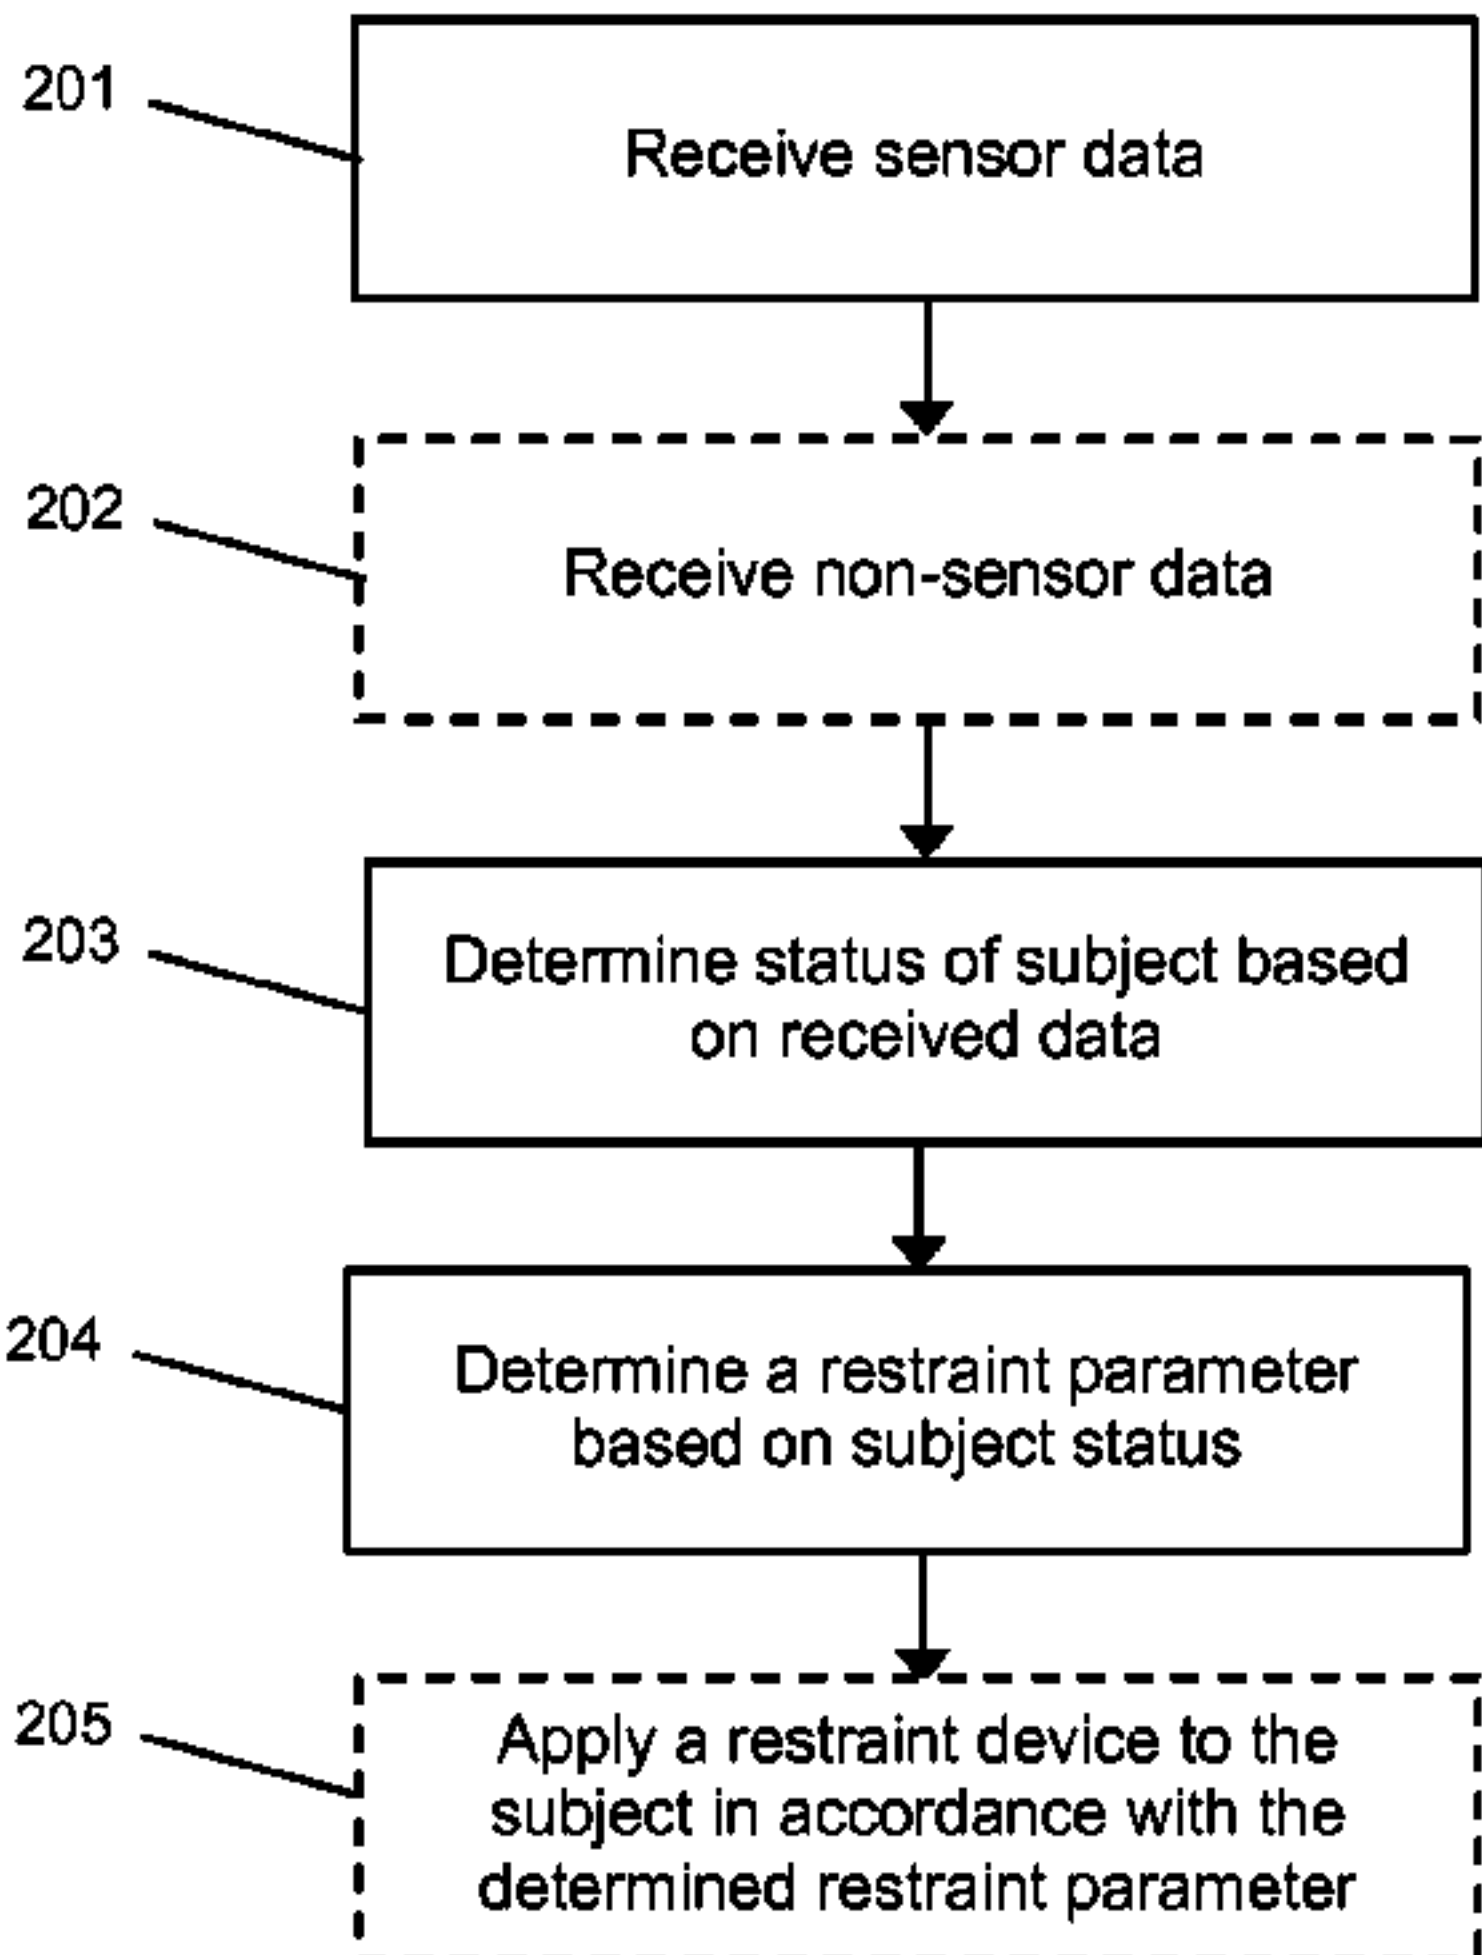 201
Receive sensor data
202
Receive non-sensor data
203
Determine status of subject based
on received data
204
Determine a restraint parameter
based on subject status
205
Apply a restraint device to the
subject in accordance with the
determined restraint parameter